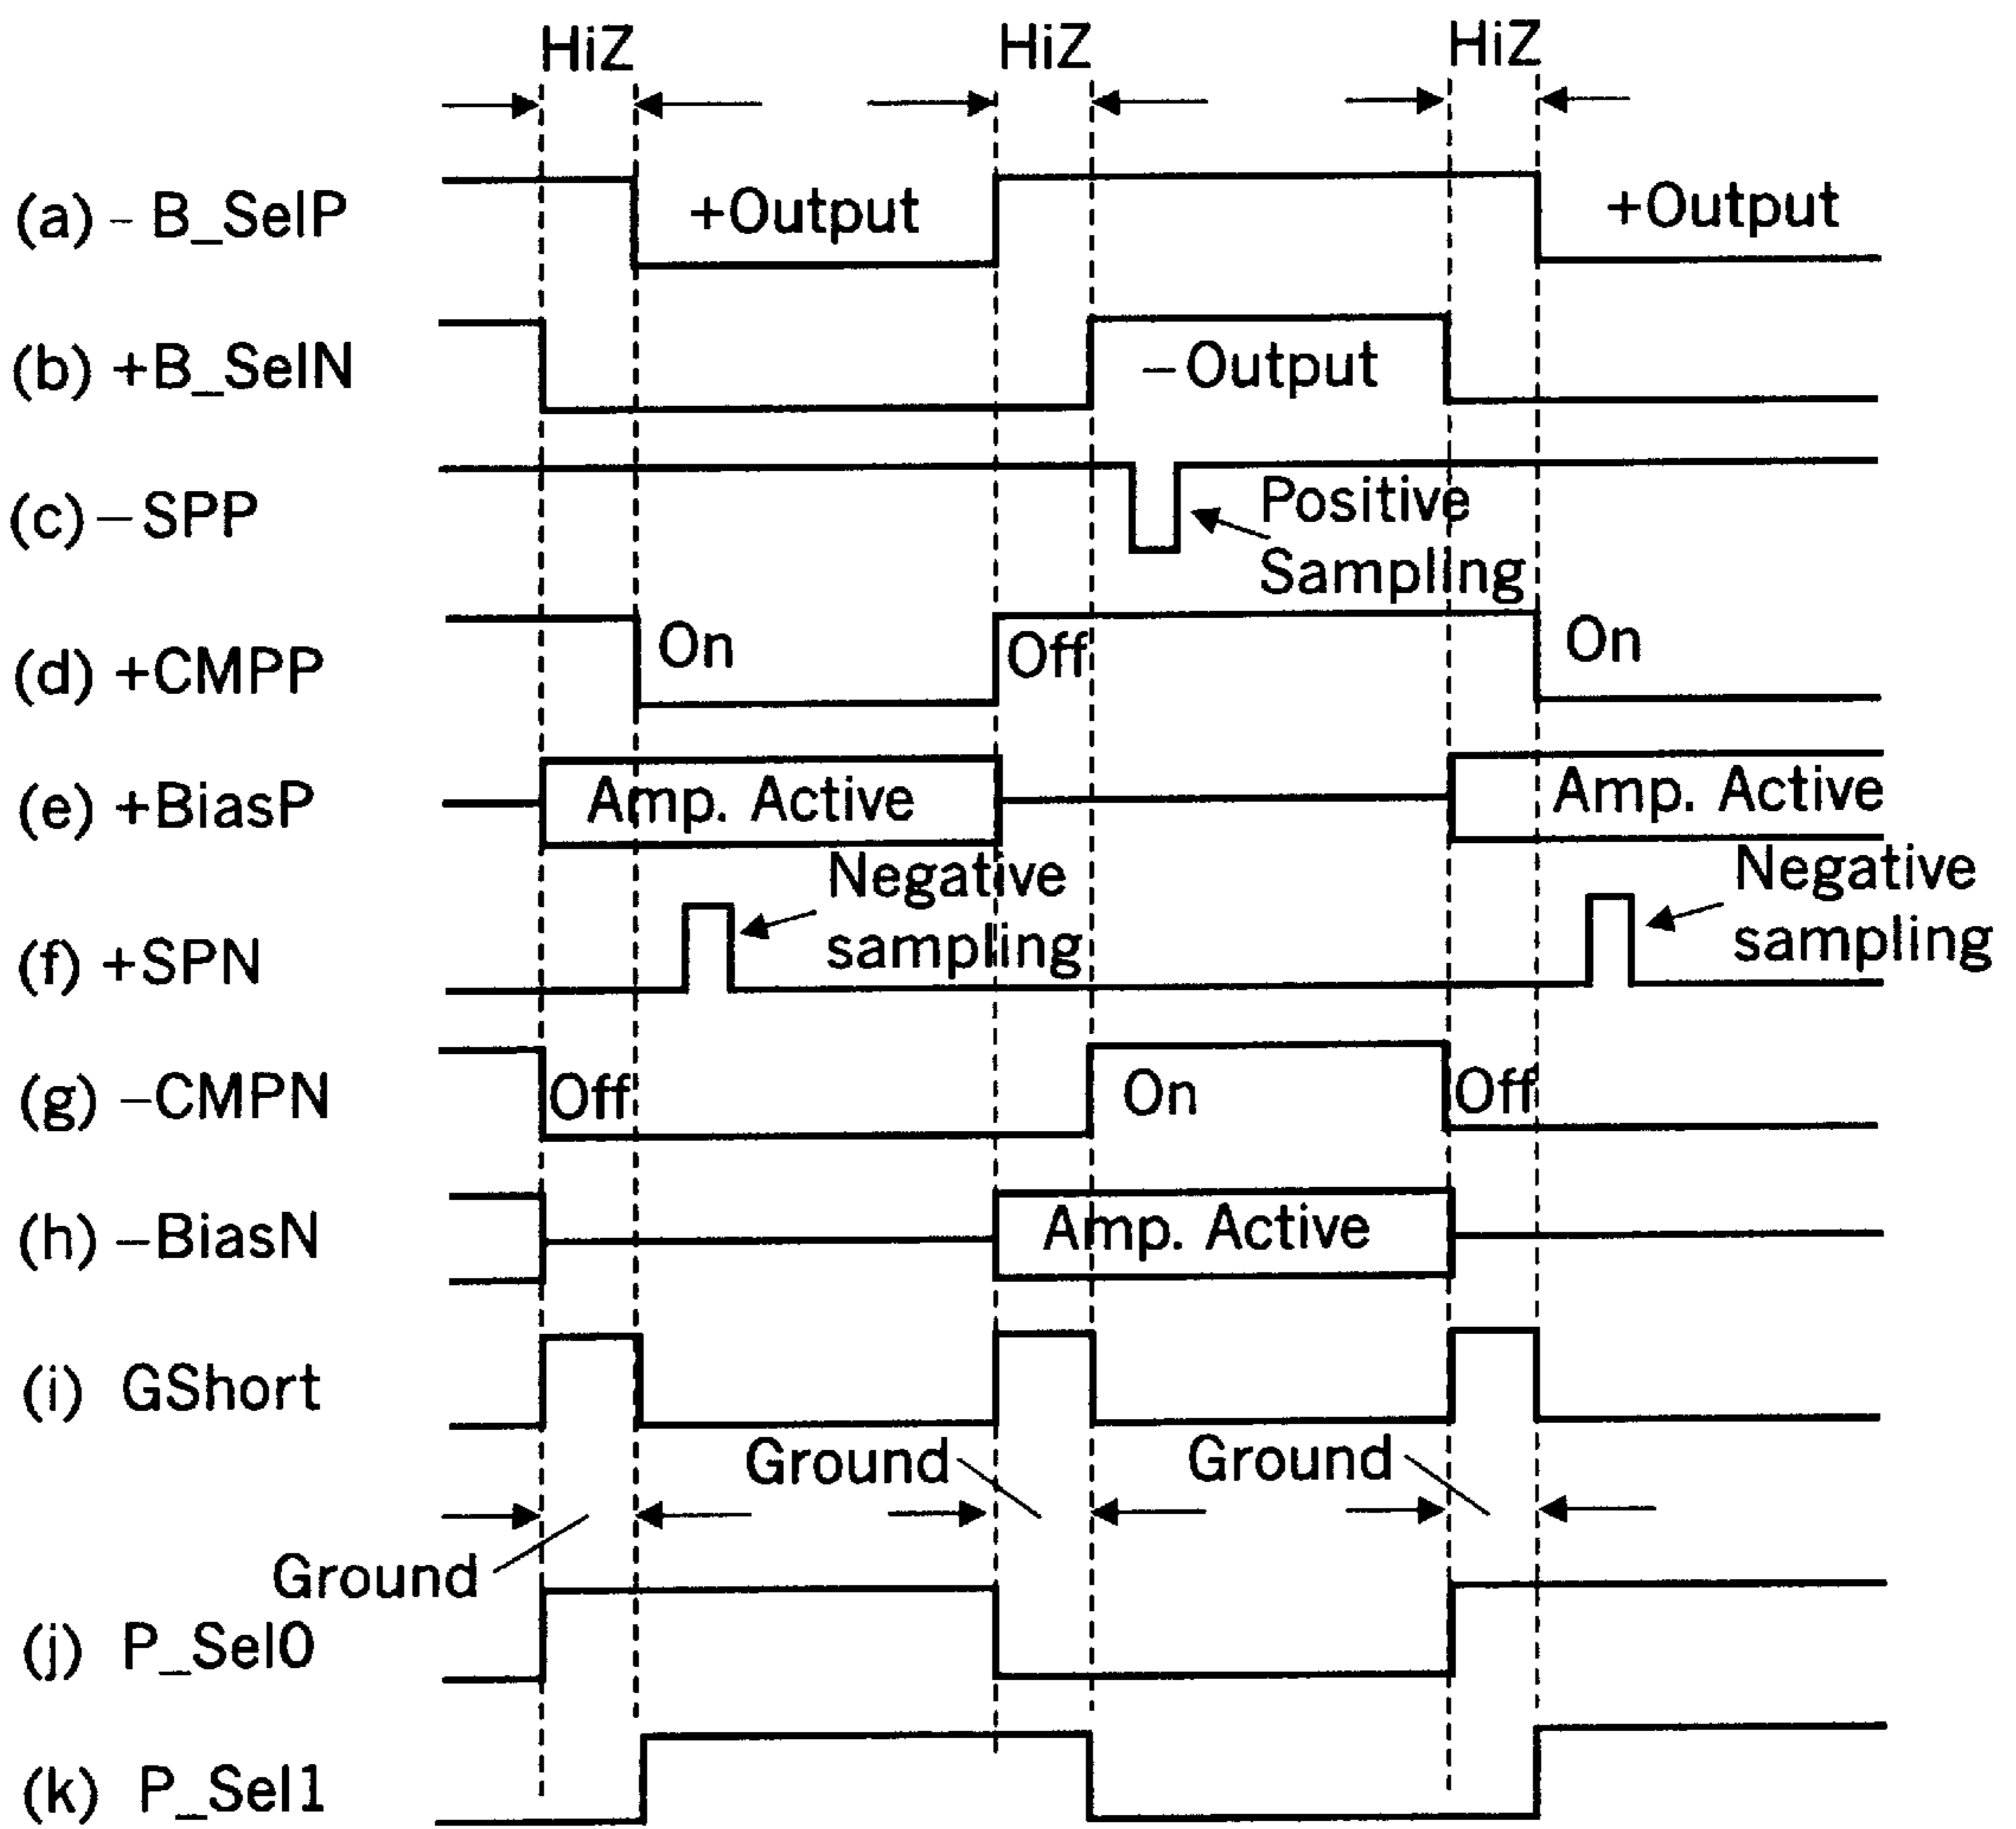 HiZ HiZ HiZ
(a) - B_SelP +Output +Output
(b) +B_SelN −Output
(c) −SPP Positive
Sampling
(d) +CMPP On Off On
(e) +BiasP Amp. Active Amp. Active
Negative Negative
(f) +SPN sampling sampling
(g) −CMPN Off On Off
(h) −BiasN Amp. Active
(i) GShort
Ground Ground
Ground
(j) P_Sel0
(k) P_Sel1